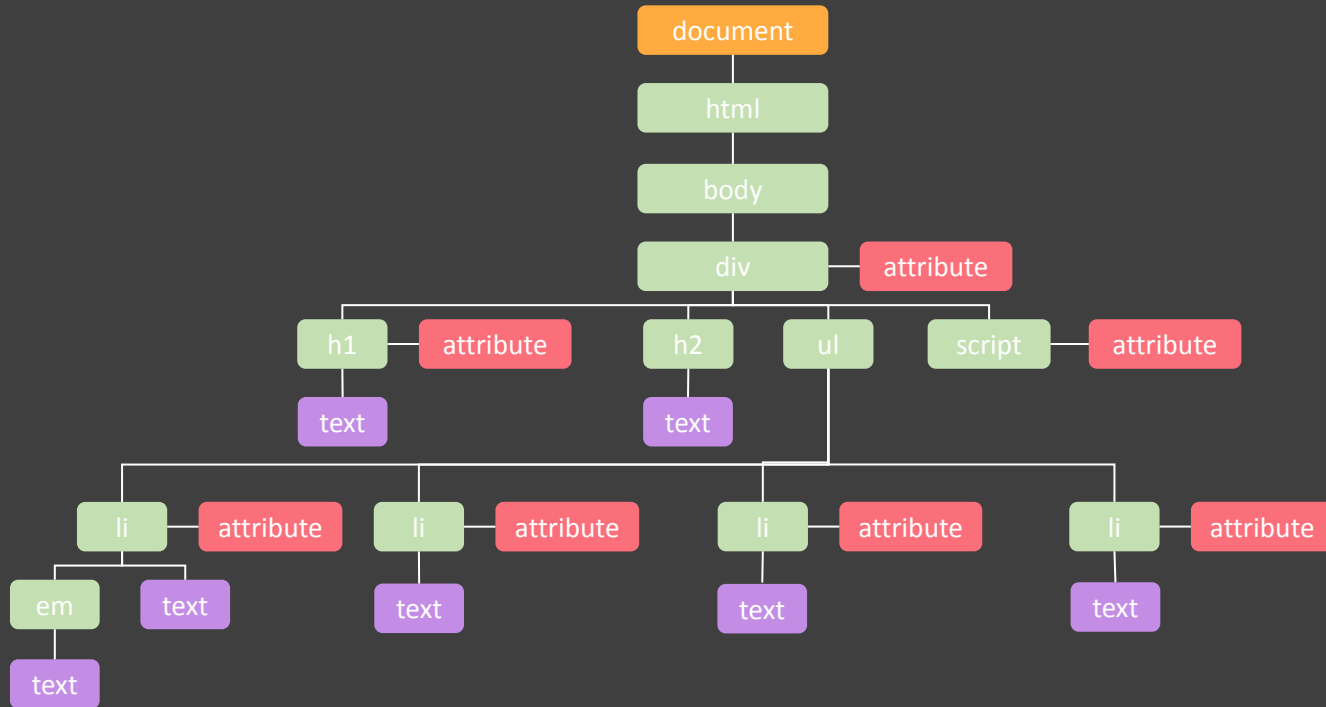 document
html
body
div attribute
h1 attribute h2 ul script attribute
text text
li attribute li attribute li attribute li attribute
em text text text text
text